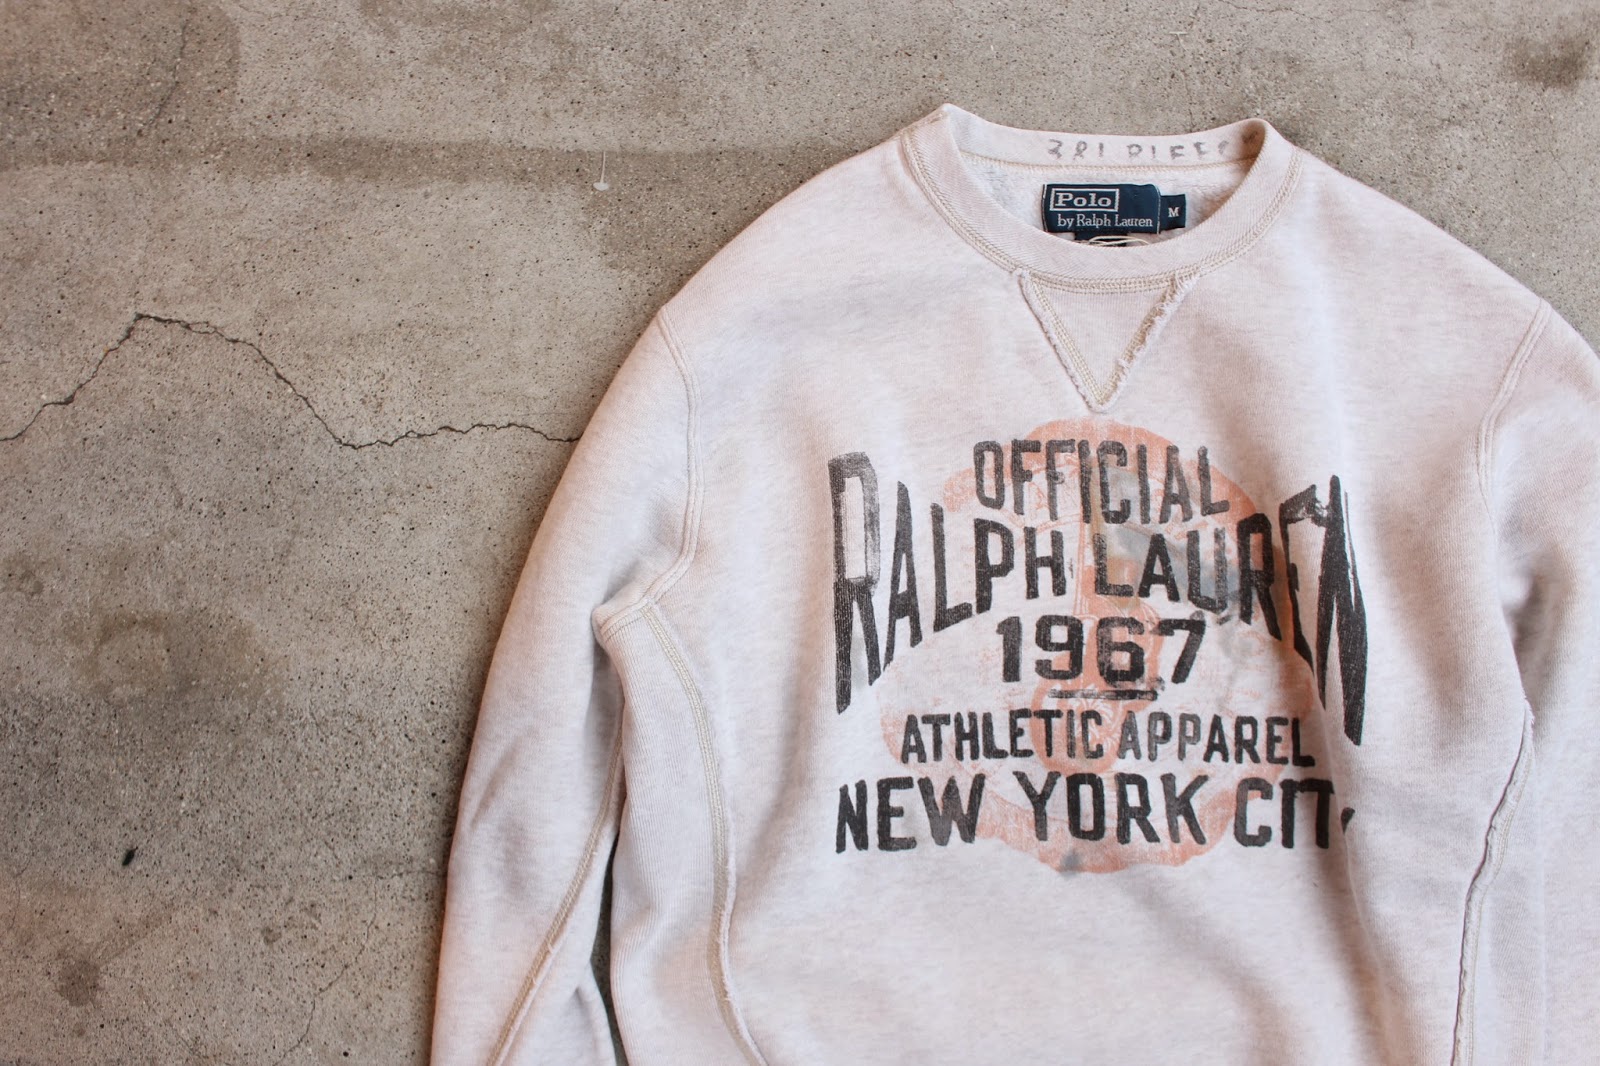 Polo
by Ralph Lauren
M
OFFICIAL
RALPH LAUREN
1967
ATHLETIC APPAREL
NEW YORK CIT